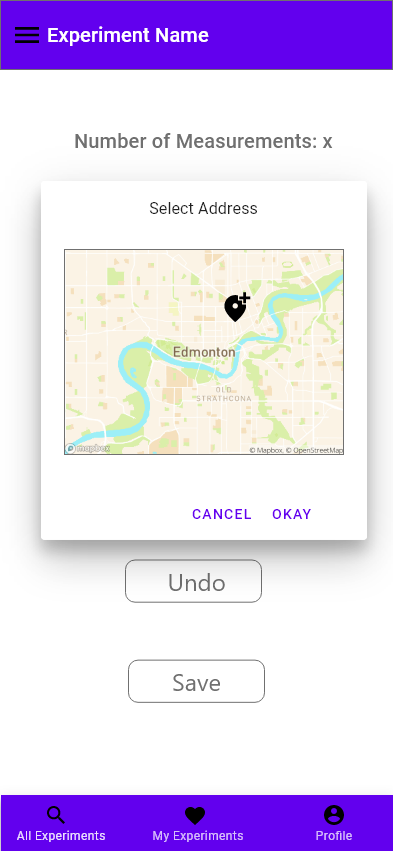 Experiment Name
Number of Measurements: x
Select Address
Edmonton
OLD
STRATHCONA
mapbox
© Mapbox, © OpenStreetMap
CANCEL OKAY
Undo
Save
All Experiments My Experiments Profile